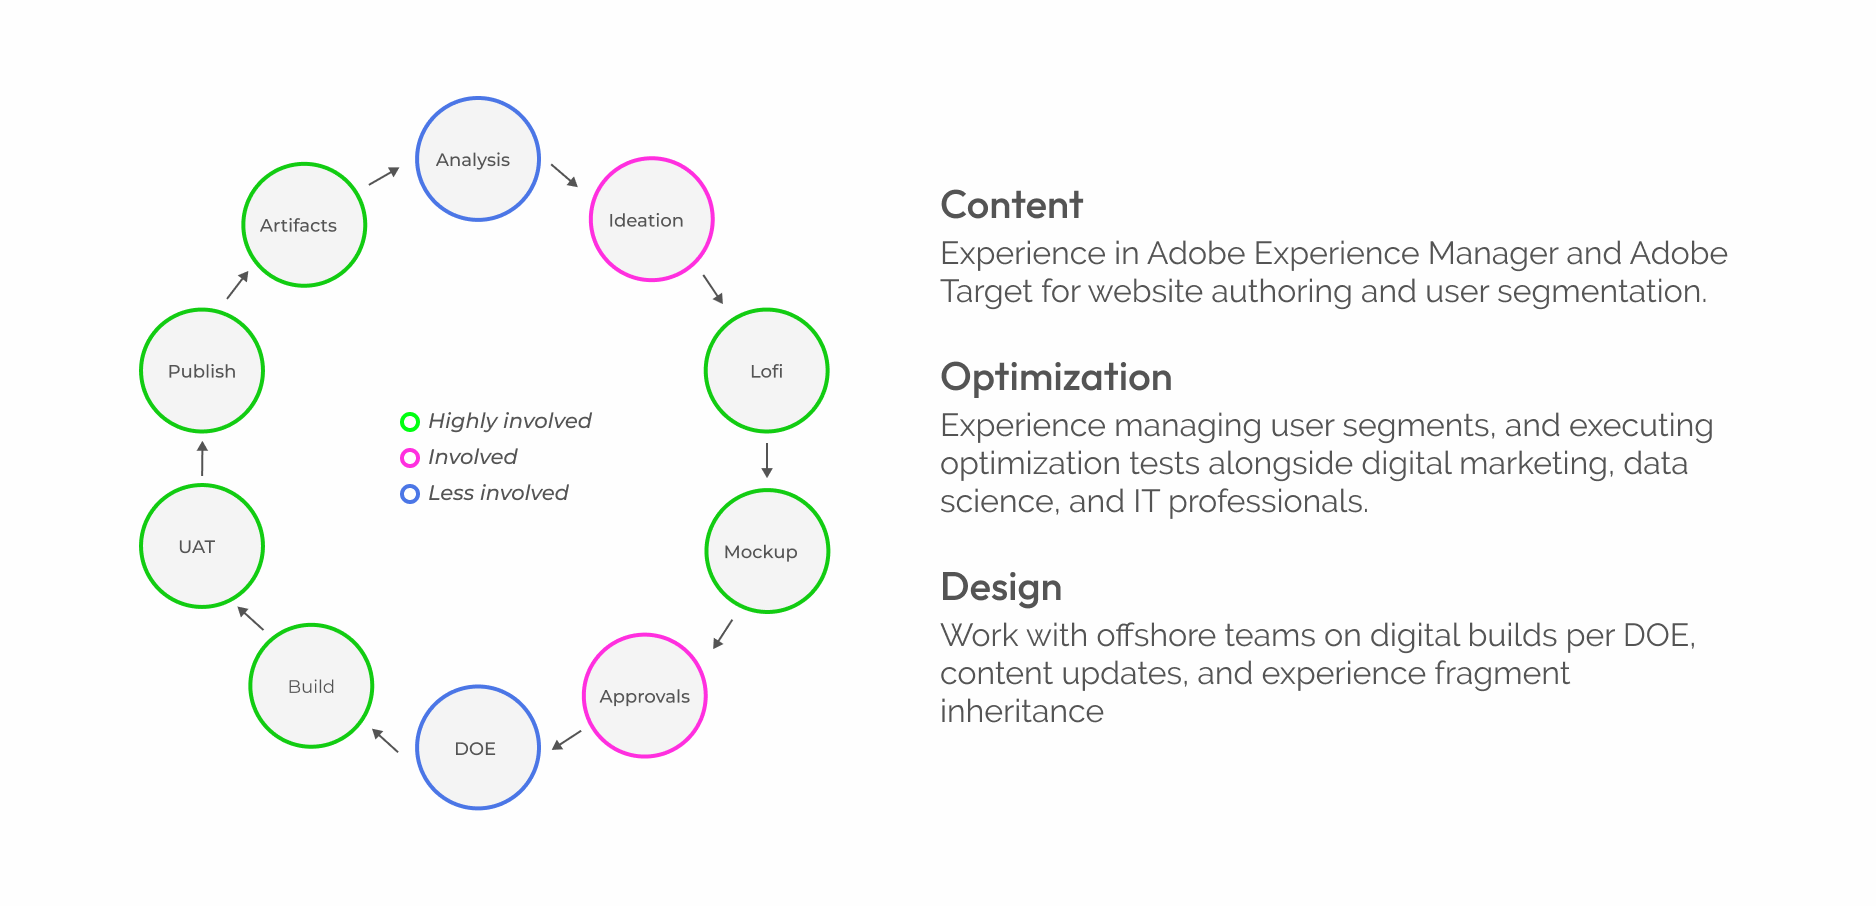 Analysis
Ideation
Lofi
Mockup
Approvals
DOE
Build
UAT
Publish
Artifacts
Highly involved
Involved
Less involved
Content
Experience in Adobe Experience Manager and Adobe
Target for website authoring and user segmentation.
Optimization
Experience managing user segments, and executing
optimization tests alongside digital marketing, data
science, and IT professionals.
Design
Work with offshore teams on digital builds per DOE,
content updates, and experience fragment
inheritance